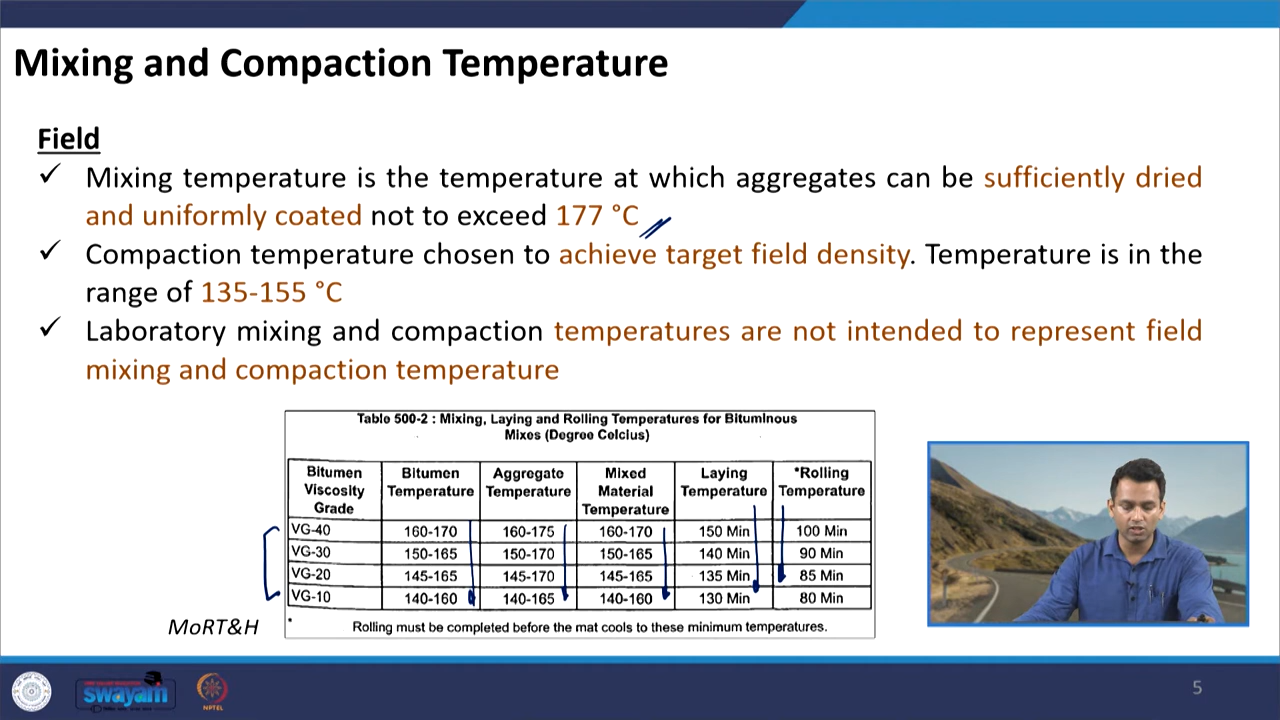 Mixing and Compaction Temperature
Field
✓ Mixing temperature is the temperature at which aggregates can be sufficiently dried
and uniformly coated not to exceed 177 °C
✓ Compaction temperature chosen to achieve target field density. Temperature is in the
range of 135-155 °C
✓ Laboratory mixing and compaction temperatures are not intended to represent field
mixing and compaction temperature
Table 500-2 : Mixing, Laying and Rolling Temperatures for Bituminous
Mixes (Degree Celcius)
Bitumen Viscosity Grade Bitumen Temperature Aggregate Temperature Mixed Material Temperature Laying Temperature *Rolling Temperature
VG-40 160-170 160-175 160-170 150 Min 100 Min
VG-30 150-165 150-170 150-165 140 Min 90 Min
VG-20 145-165 145-170 145-165 135 Min 85 Min
VG-10 140-160 140-165 140-160 130 Min 80 Min
* Rolling must be completed before the mat cools to these minimum temperatures.
MoRT&H
swayam
NPTEL
5